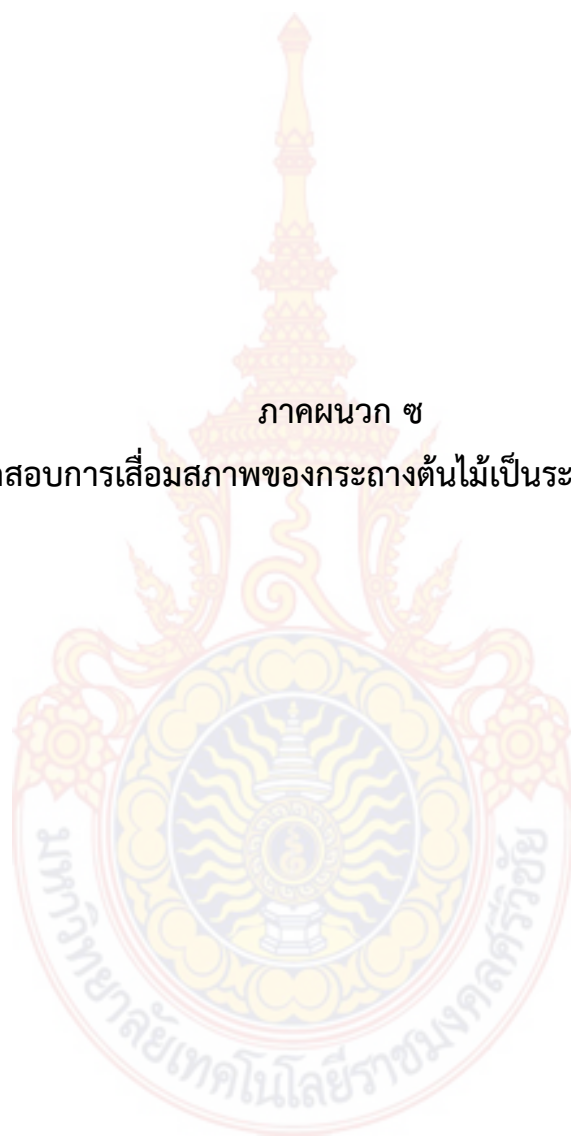 ภาคผนวก ซ
สอบการเสื่อมสภาพของกระถางต้นไม้เป็นระ
มหาวิทยาลัยเทคโนโลยีราชมงคลศรีวิชัย